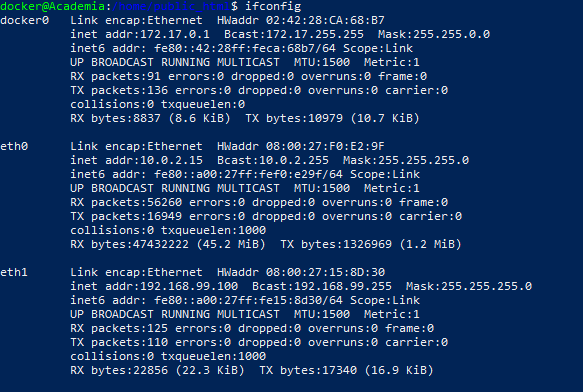 docker@Academia:/home/public_html$ ifconfig
docker0 Link encap:Ethernet HWaddr 02:42:28:CA:68:B7
inet addr:172.17.0.1 Bcast:172.17.255.255 Mask:255.255.0.0
inet6 addr: fe80::42:28ff:feca:68b7/64 Scope:Link
UP BROADCAST RUNNING MULTICAST MTU:1500 Metric:1
RX packets:91 errors:0 dropped:0 overruns:0 frame:0
TX packets:136 errors:0 dropped:0 overruns:0 carrier:0
collisions:0 txqueuelen:0
RX bytes:8837 (8.6 KiB) TX bytes:10979 (10.7 KiB)
eth0 Link encap:Ethernet HWaddr 08:00:27:F0:E2:9F
inet addr:10.0.2.15 Bcast:10.0.2.255 Mask:255.255.255.0
inet6 addr: fe80::a00:27ff:fef0:e29f/64 Scope:Link
UP BROADCAST RUNNING MULTICAST MTU:1500 Metric:1
RX packets:56260 errors:0 dropped:0 overruns:0 frame:0
TX packets:16949 errors:0 dropped:0 overruns:0 carrier:0
collisions:0 txqueuelen:1000
RX bytes:47432222 (45.2 MiB) TX bytes:1326969 (1.2 MiB)
eth1 Link encap:Ethernet HWaddr 08:00:27:15:8D:30
inet addr:192.168.99.100 Bcast:192.168.99.255 Mask:255.255.255.0
inet6 addr: fe80::a00:27ff:fe15:8d30/64 Scope:Link
UP BROADCAST RUNNING MULTICAST MTU:1500 Metric:1
RX packets:125 errors:0 dropped:0 overruns:0 frame:0
TX packets:110 errors:0 dropped:0 overruns:0 carrier:0
collisions:0 txqueuelen:1000
RX bytes:22856 (22.3 KiB) TX bytes:17340 (16.9 KiB)